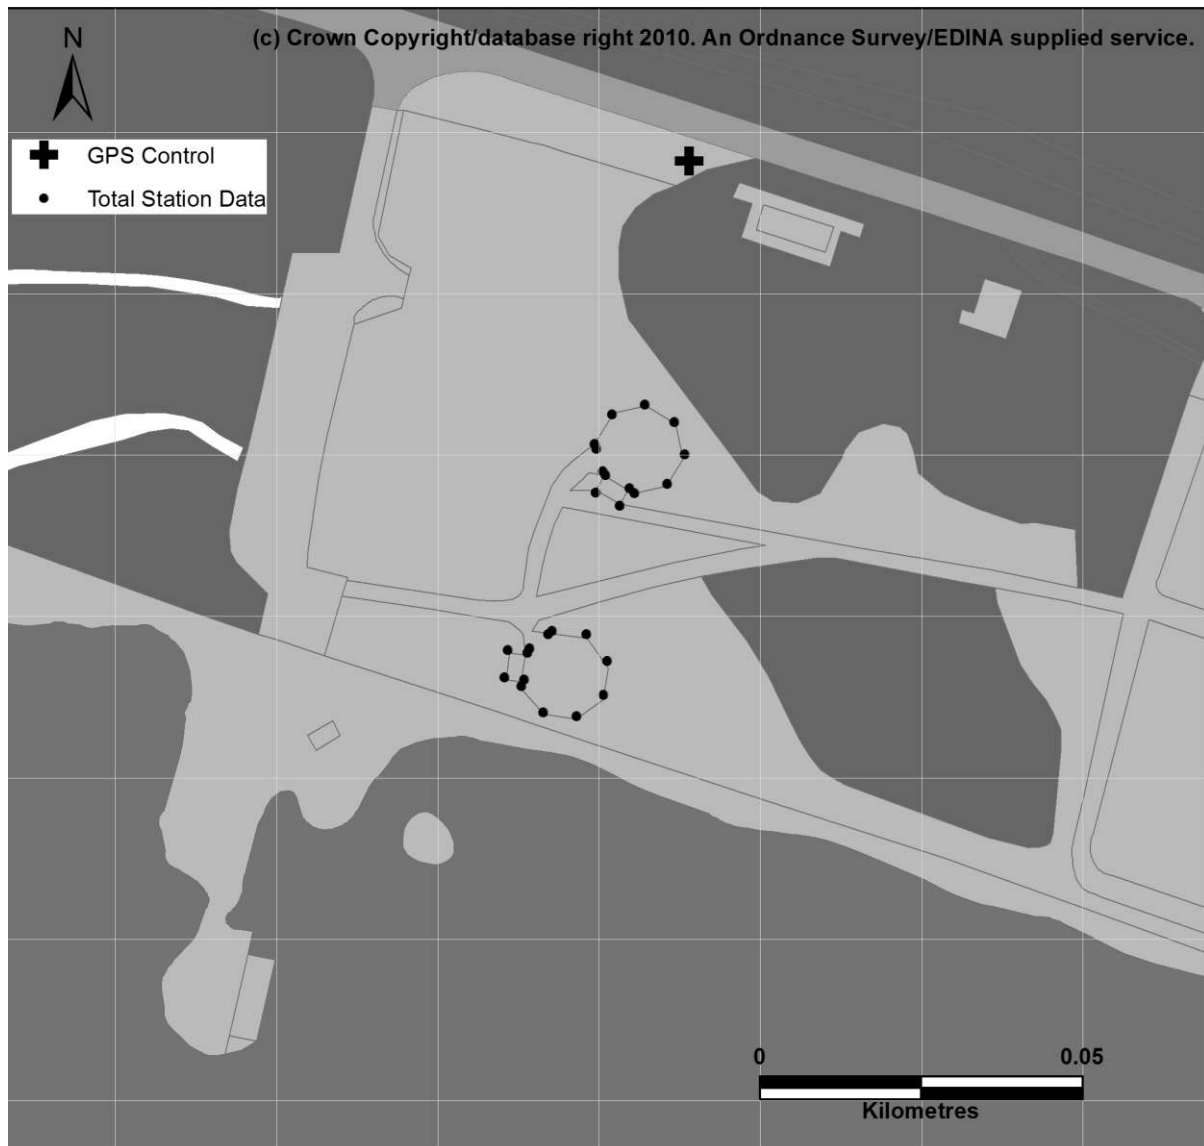 (c) Crown Copyright/database right 2010. An Ordnance Survey/EDINA supplied service.
N
GPS Control
Total Station Data
0 0.05
Kilometres